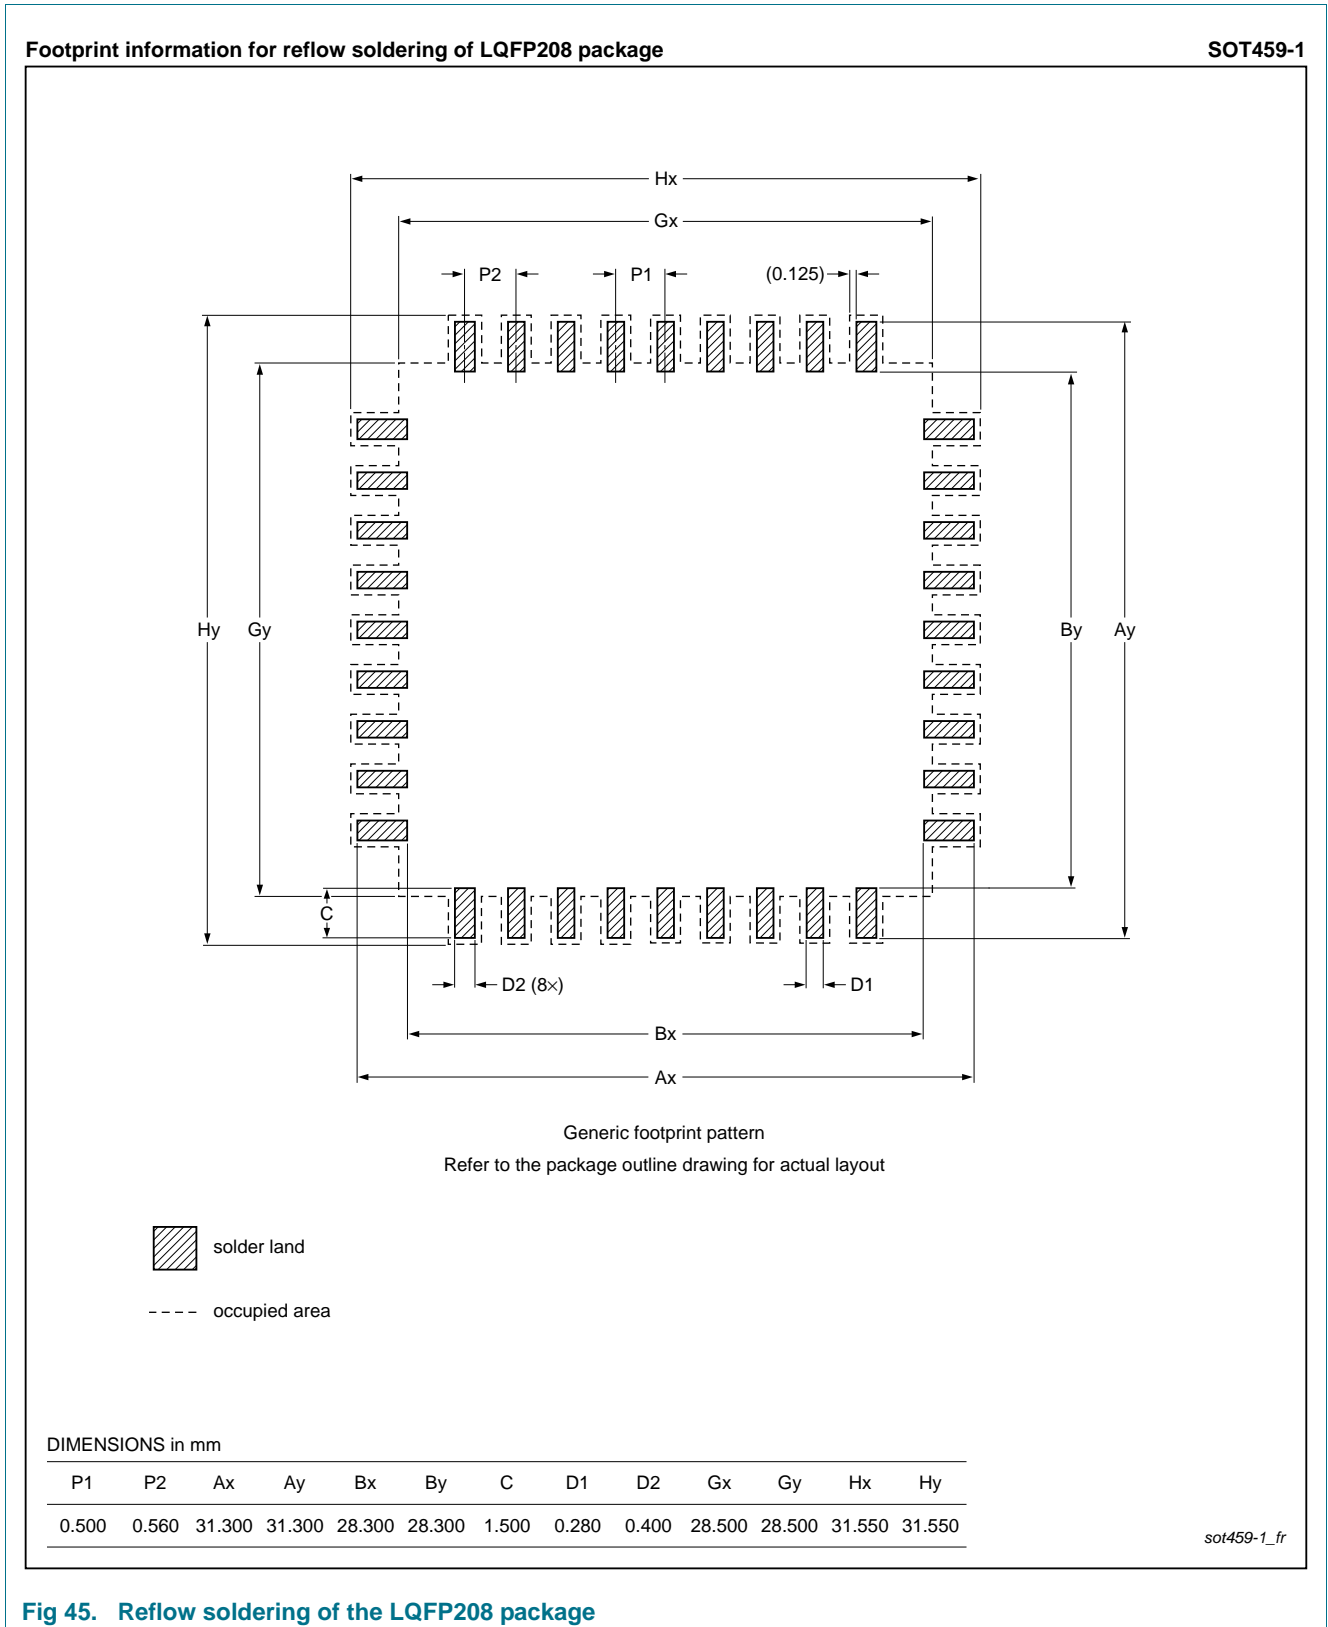 Footprint information for reflow soldering of LQFP208 package SOT459-1
Hx
Gx
P2 P1 (0.125)
Hy Gy By Ay
C
D2 (8×) D1
Bx
Ax
Generic footprint pattern
Refer to the package outline drawing for actual layout
solder land
occupied area
DIMENSIONS in mm
P1 P2 Ax Ay Bx By C D1 D2 Gx Gy Hx Hy
0.500 0.560 31.300 31.300 28.300 28.300 1.500 0.280 0.400 28.500 28.500 31.550 31.550
sot459-1_fr
Fig 45. Reflow soldering of the LQFP208 package